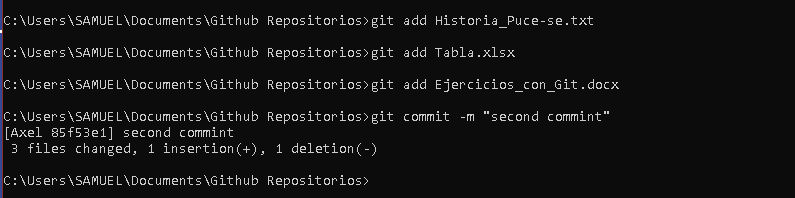 C:\Users\SAMUEL\Documents\Github Repositorios>git add Historia_Puce-se.txt
C:\Users\SAMUEL\Documents\Github Repositorios>git add Tabla.xlsx
C:\Users\SAMUEL\Documents\Github Repositorios>git add Ejercicios_con_Git.docx
C:\Users\SAMUEL\Documents\Github Repositorios>git commit -m "second commint"
[Axel 85f53e1] second commint
 3 files changed, 1 insertion(+), 1 deletion(-)
C:\Users\SAMUEL\Documents\Github Repositorios>